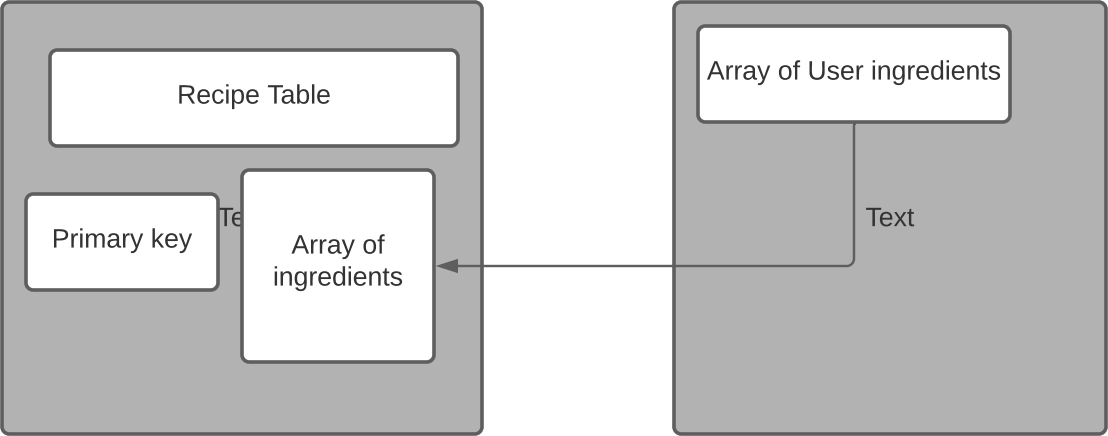 Recipe Table
Array of User ingredients
Primary key
Array of
ingredients
Text